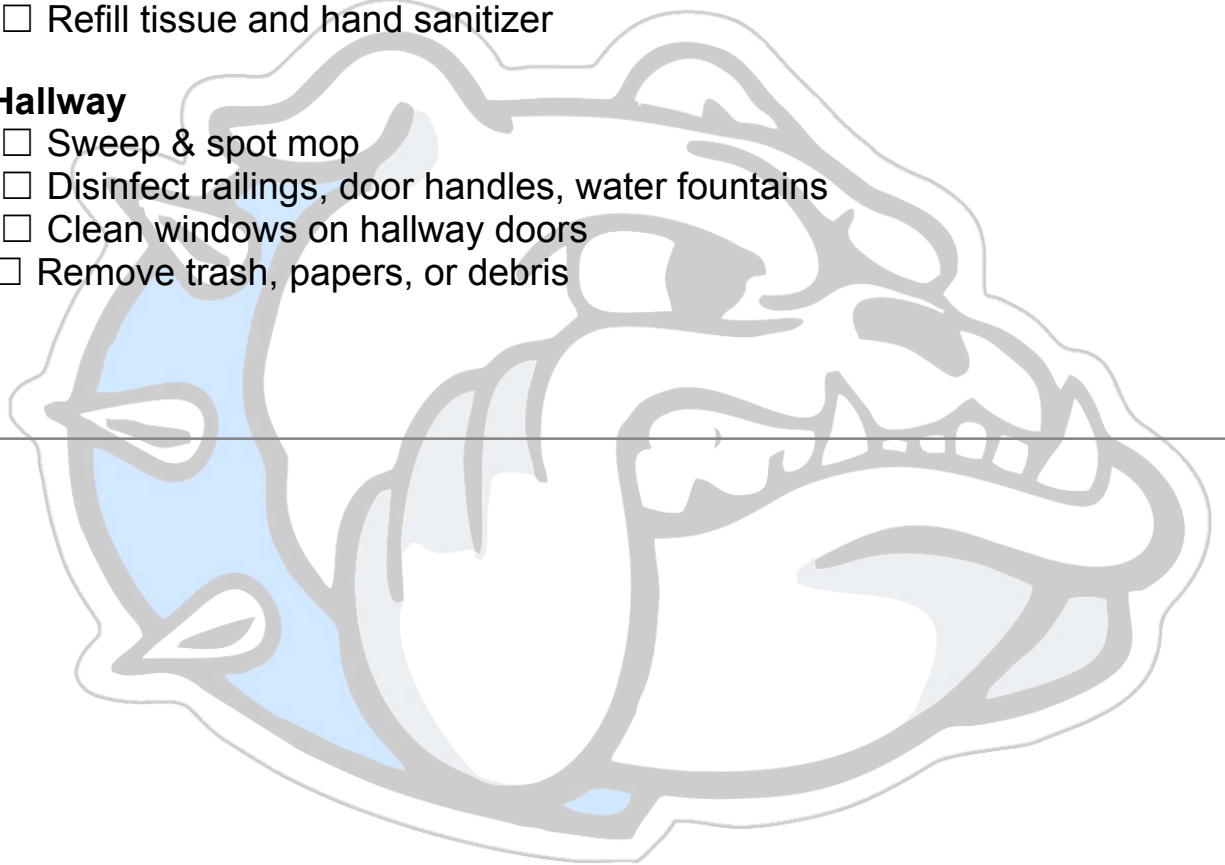 ☐ Refill tissue and hand sanitizer
Hallway
☐ Sweep & spot mop
☐ Disinfect railings, door handles, water fountains
☐ Clean windows on hallway doors
☐ Remove trash, papers, or debris